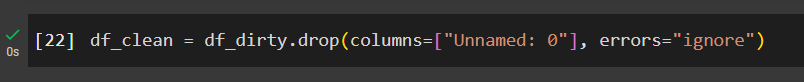 [22] df_clean = df_dirty.drop(columns=["Unnamed: 0"], errors="ignore")
0s